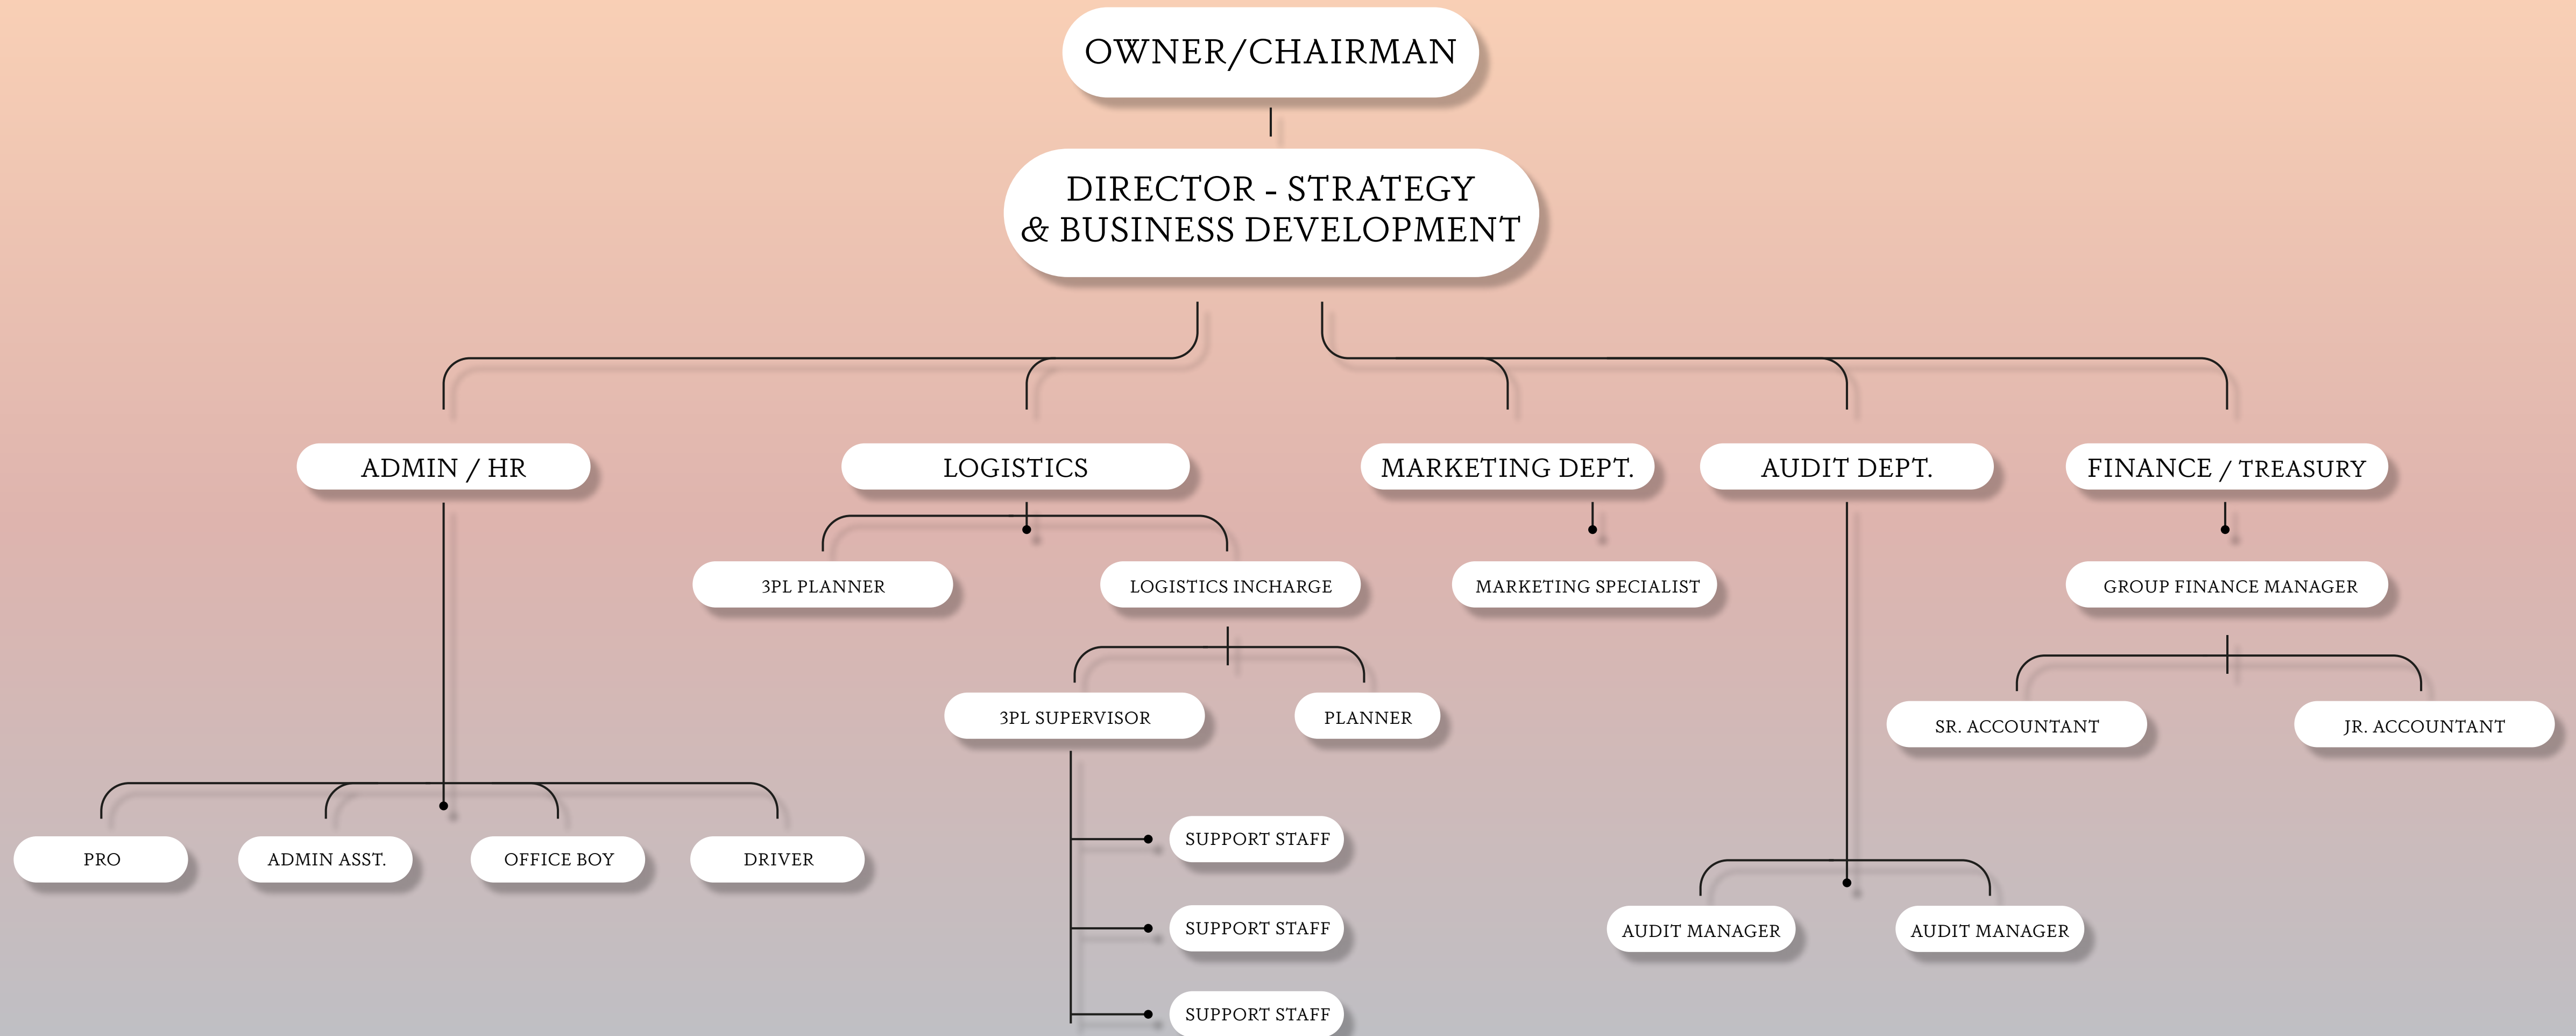 OWNER/CHAIRMAN
DIRECTOR - STRATEGY
& BUSINESS DEVELOPMENT
ADMIN / HR
LOGISTICS
MARKETING DEPT.
AUDIT DEPT.
FINANCE / TREASURY
3PL PLANNER
LOGISTICS INCHARGE
MARKETING SPECIALIST
GROUP FINANCE MANAGER
3PL SUPERVISOR
PLANNER
SR. ACCOUNTANT
JR. ACCOUNTANT
PRO
ADMIN ASST.
OFFICE BOY
DRIVER
SUPPORT STAFF
SUPPORT STAFF
AUDIT MANAGER
AUDIT MANAGER
SUPPORT STAFF